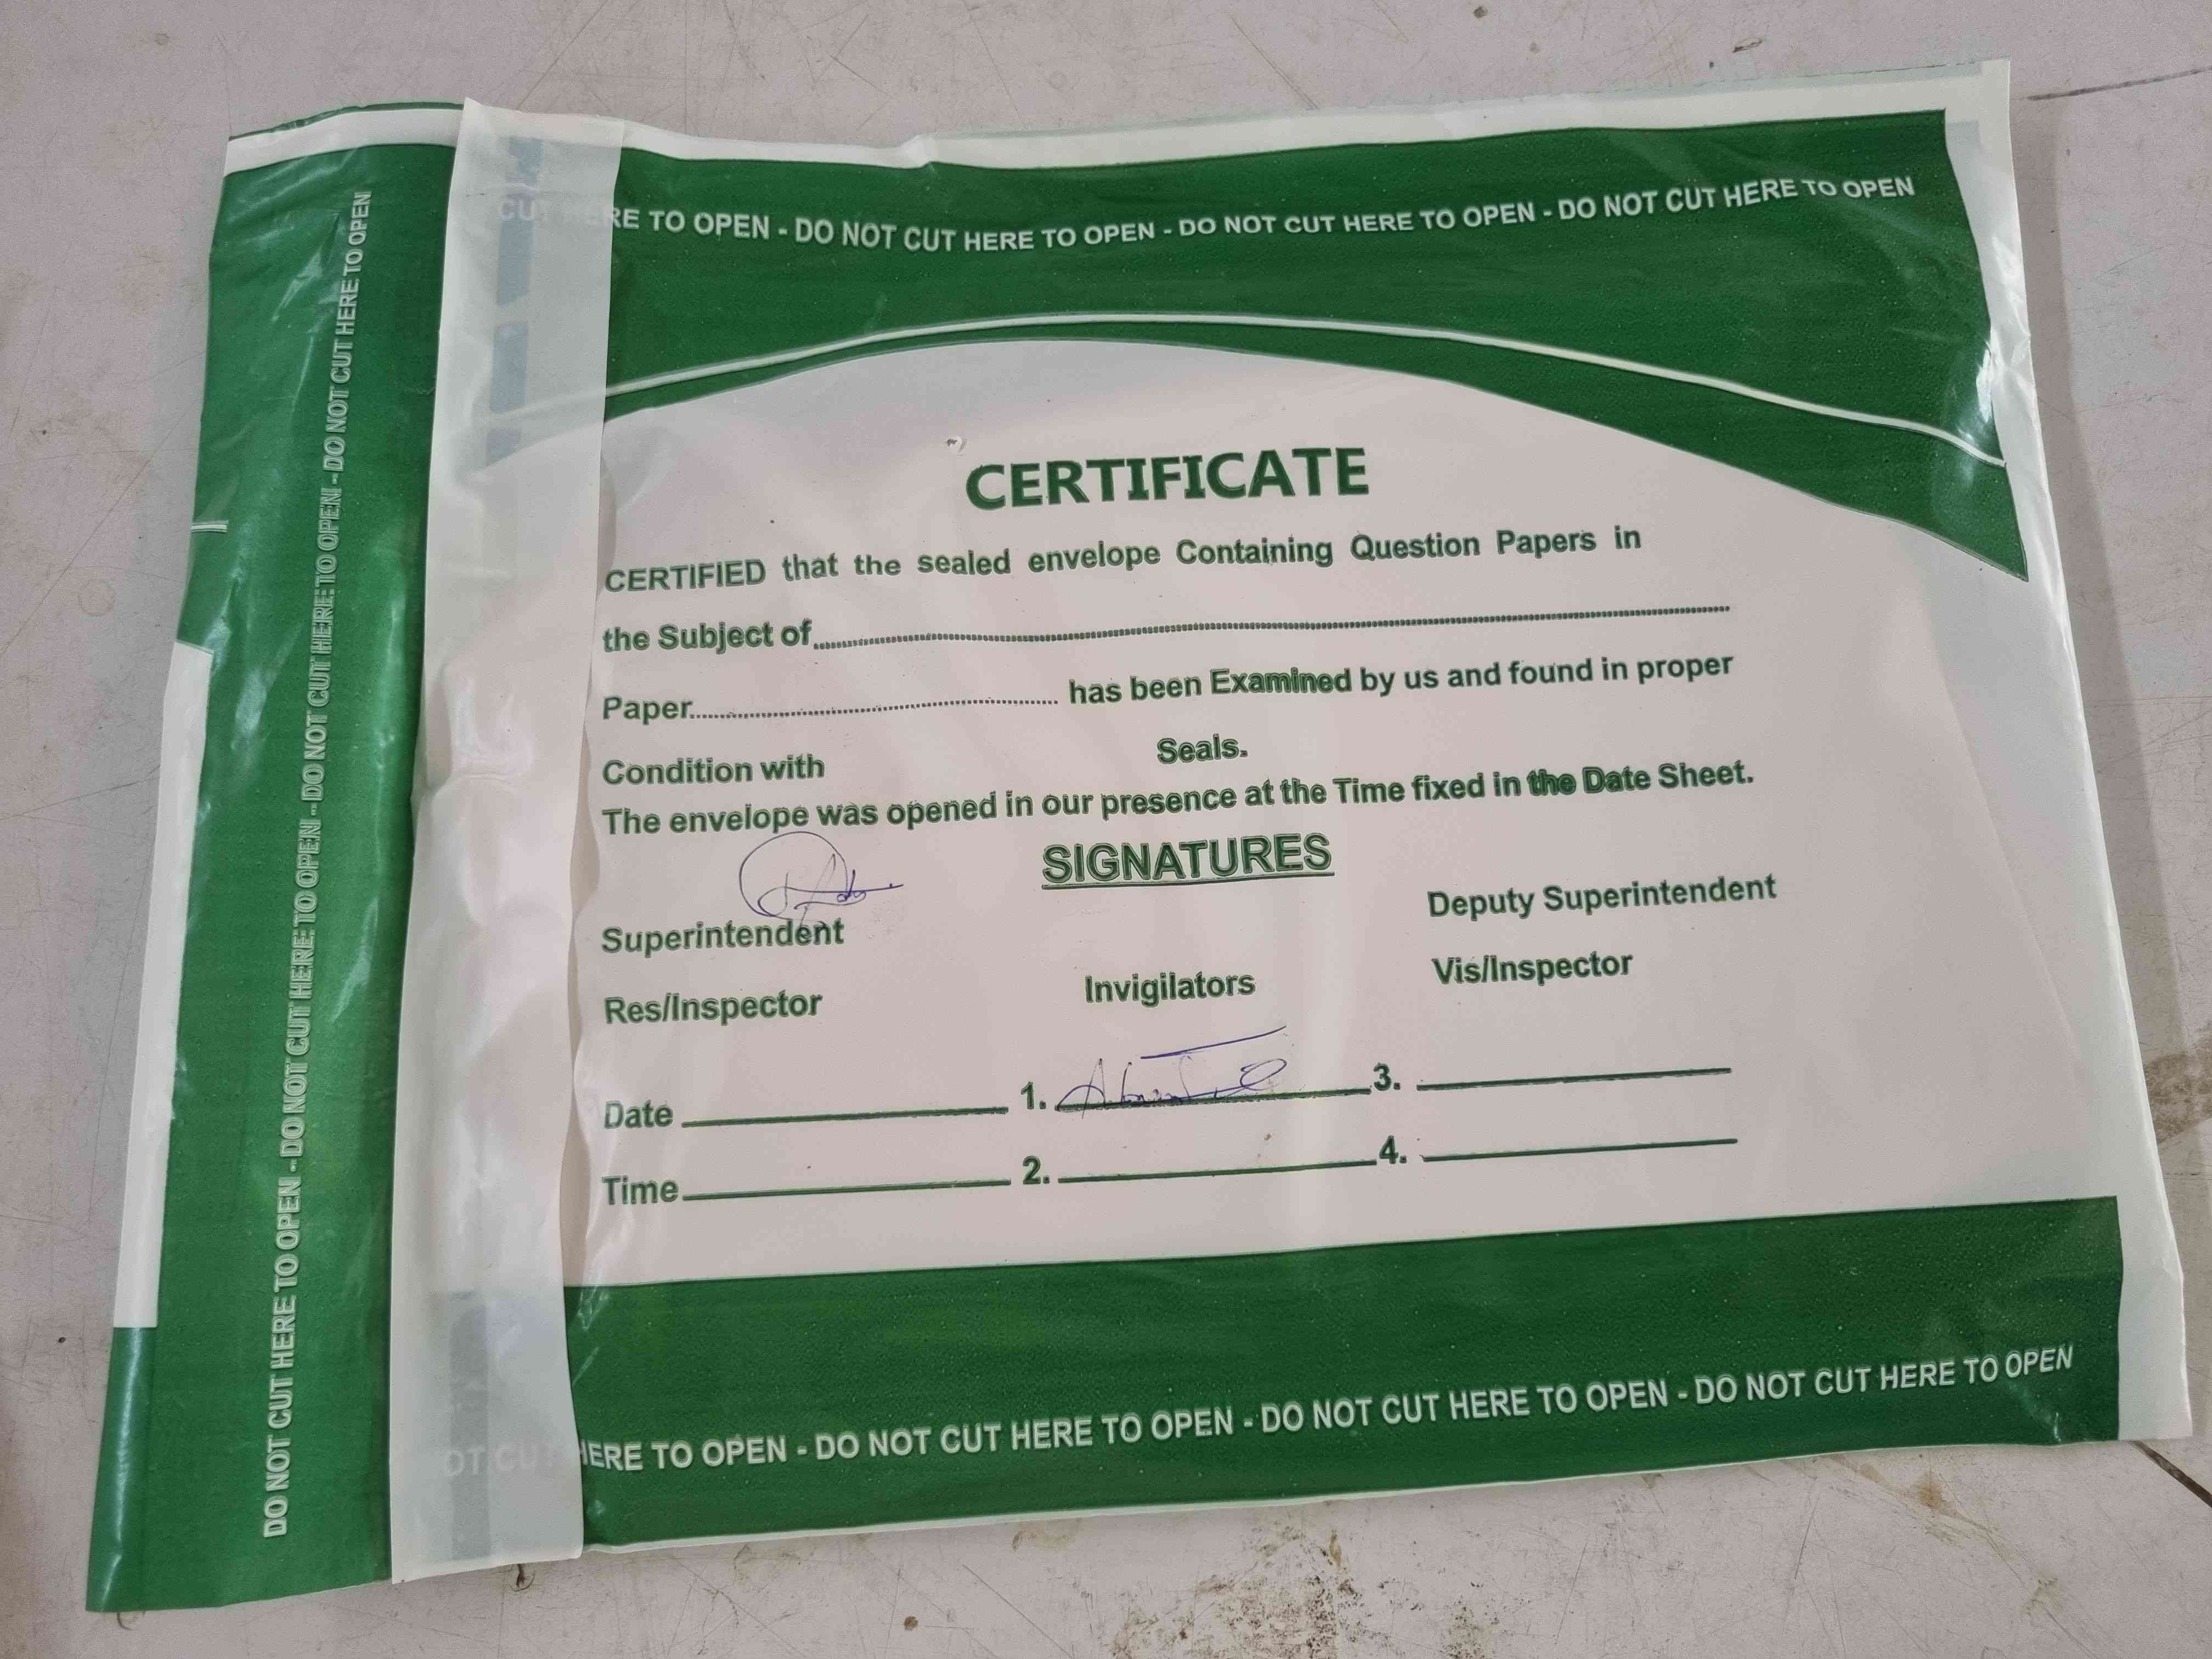 CUT HERE TO OPEN - DO NOT CUT HERE TO OPEN - DO NOT CUT HERE TO OPEN - DO NOT CUT HERE TO OPEN
DO NOT CUT HERE TO OPEN - DO NOT CUT HERE TO OPEN - DO NOT CUT HERE TO OPEN - DO NOT CUT HERE TO OPEN - DO NOT CUT HERE TO OPEN
CERTIFICATE
CERTIFIED that the sealed envelope Containing Question Papers in
the Subject of
Paper has been Examined by us and found in proper
Condition with Seals.
The envelope was opened in our presence at the Time fixed in the Date Sheet.
SIGNATURES
Superintendent Deputy Superintendent
Res/Inspector Invigilators Vis/Inspector
Date 1. 3.
Time 2. 4.
OT CUT HERE TO OPEN - DO NOT CUT HERE TO OPEN - DO NOT CUT HERE TO OPEN - DO NOT CUT HERE TO OPEN